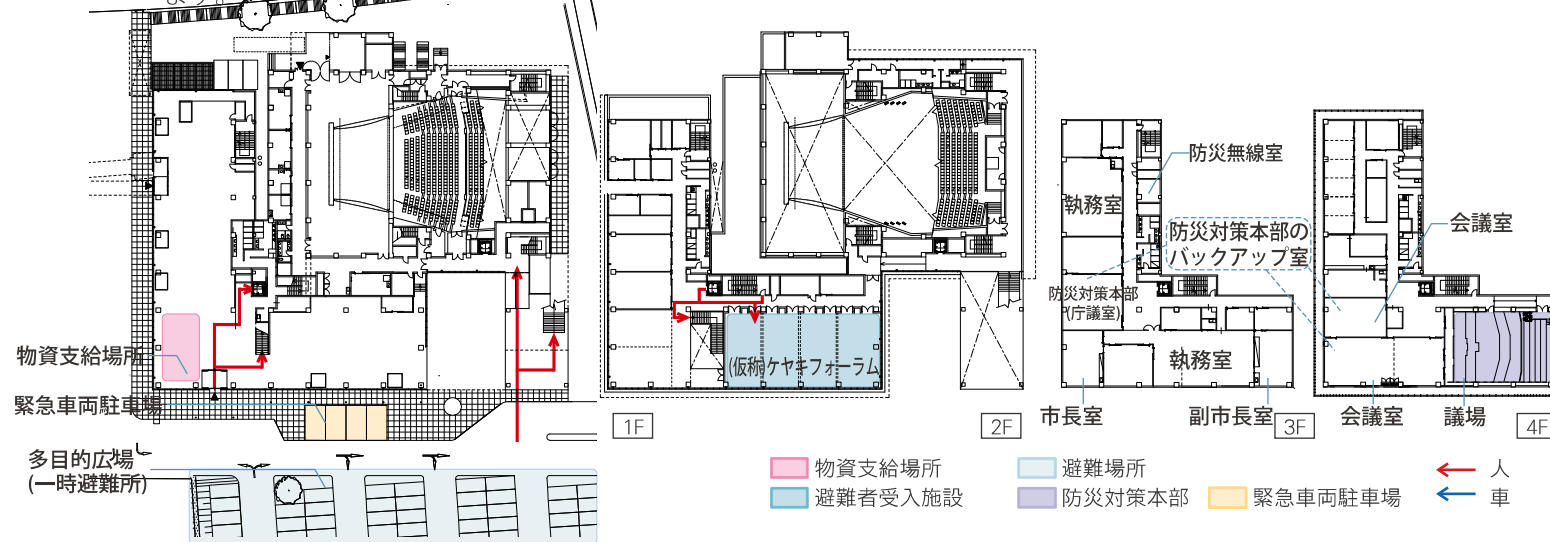 物資支給場所
緊急車両駐車場
多目的広場
(一時避難所)
1F
(仮称)ケヤキフォーラム
2F
防災無線室
執務室
防災対策本部の
バックアップ室
防災対策本部
(庁議室)
執務室
市長室
副市長室
3F
会議室
会議室
議場
4F
物資支給場所
避難場所
人
避難者受入施設
防災対策本部
緊急車両駐車場
車